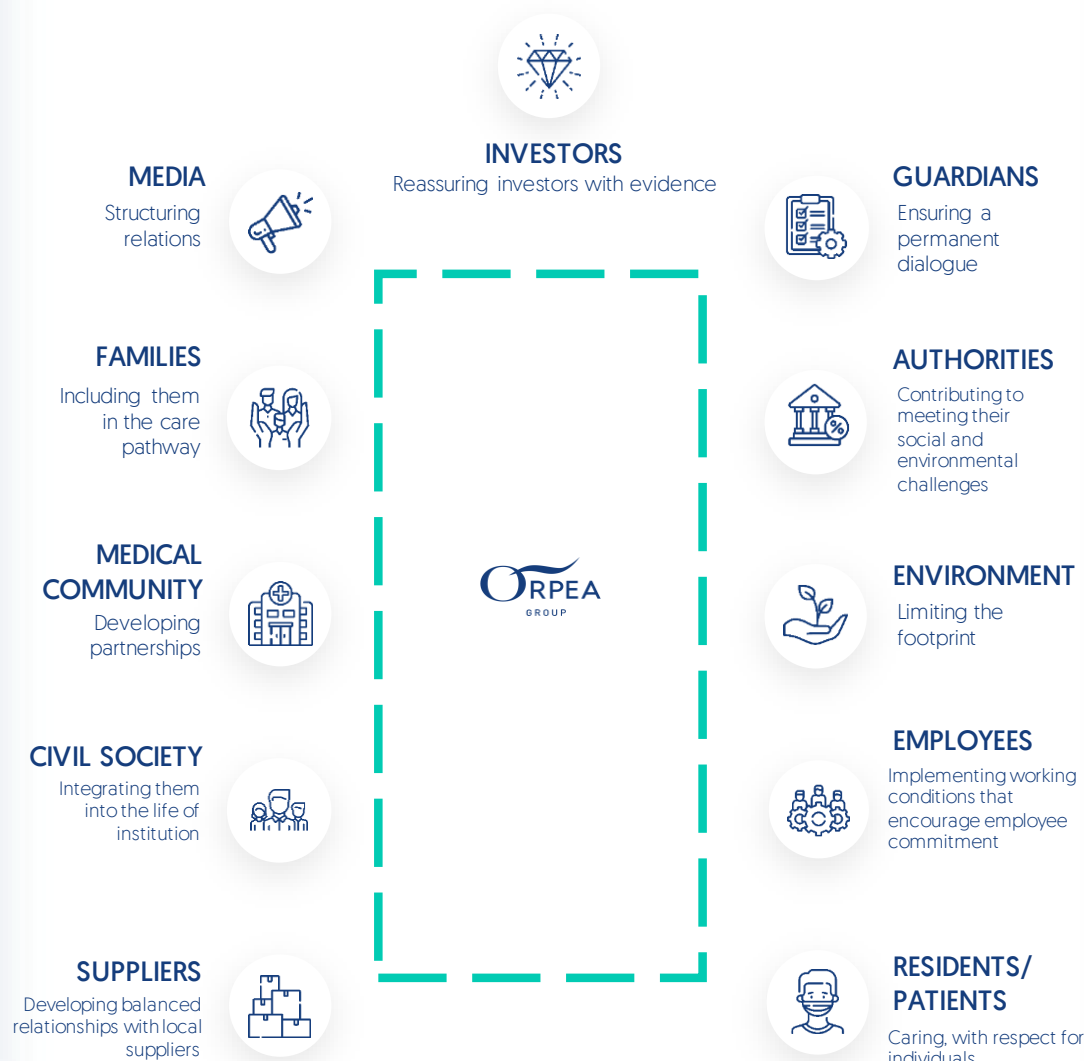 INVESTORS
Reassuring investors with evidence
MEDIA
Structuring
relations
FAMILIES
Including them
in the care
pathway
MEDICAL
COMMUNITY
Developing
partnerships
CIVIL SOCIETY
Integrating them
into the life of
institution
SUPPLIERS
Developing balanced
relationships with local
suppliers
ORPEA
GROUP
GUARDIANS
Ensuring a
permanent
dialogue
AUTHORITIES
Contributing to
meeting their
social and
environmental
challenges
%
ENVIRONMENT
Limiting the
footprint
EMPLOYEES
Implementing working
conditions that
encourage employee
commitment
RESIDENTS/
PATIENTS
Caring, with respect for
individuals